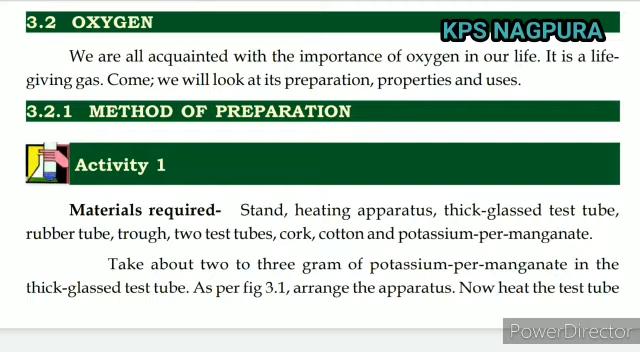 3.2 OXYGEN
KPS NAGPURA
We are all acquainted with the importance of oxygen in our life. It is a life-
giving gas. Come; we will look at its preparation, properties and uses.
3.2.1 METHOD OF PREPARATION
Activity 1
Materials required- Stand, heating apparatus, thick-glassed test tube,
rubber tube, trough, two test tubes, cork, cotton and potassium-per-manganate.
Take about two to three gram of potassium-per-manganate in the
thick-glassed test tube. As per fig 3.1, arrange the apparatus. Now heat the test tube
PowerDirector